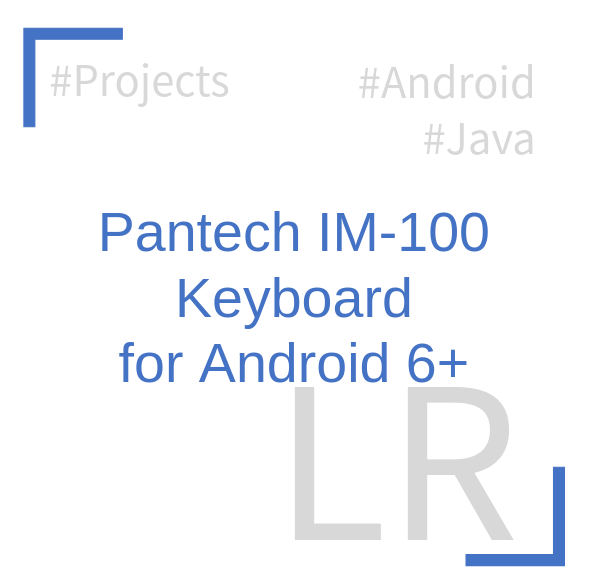 #Projects
#Android
#Java
Pantech IM-100
Keyboard
for Android 6+
LR